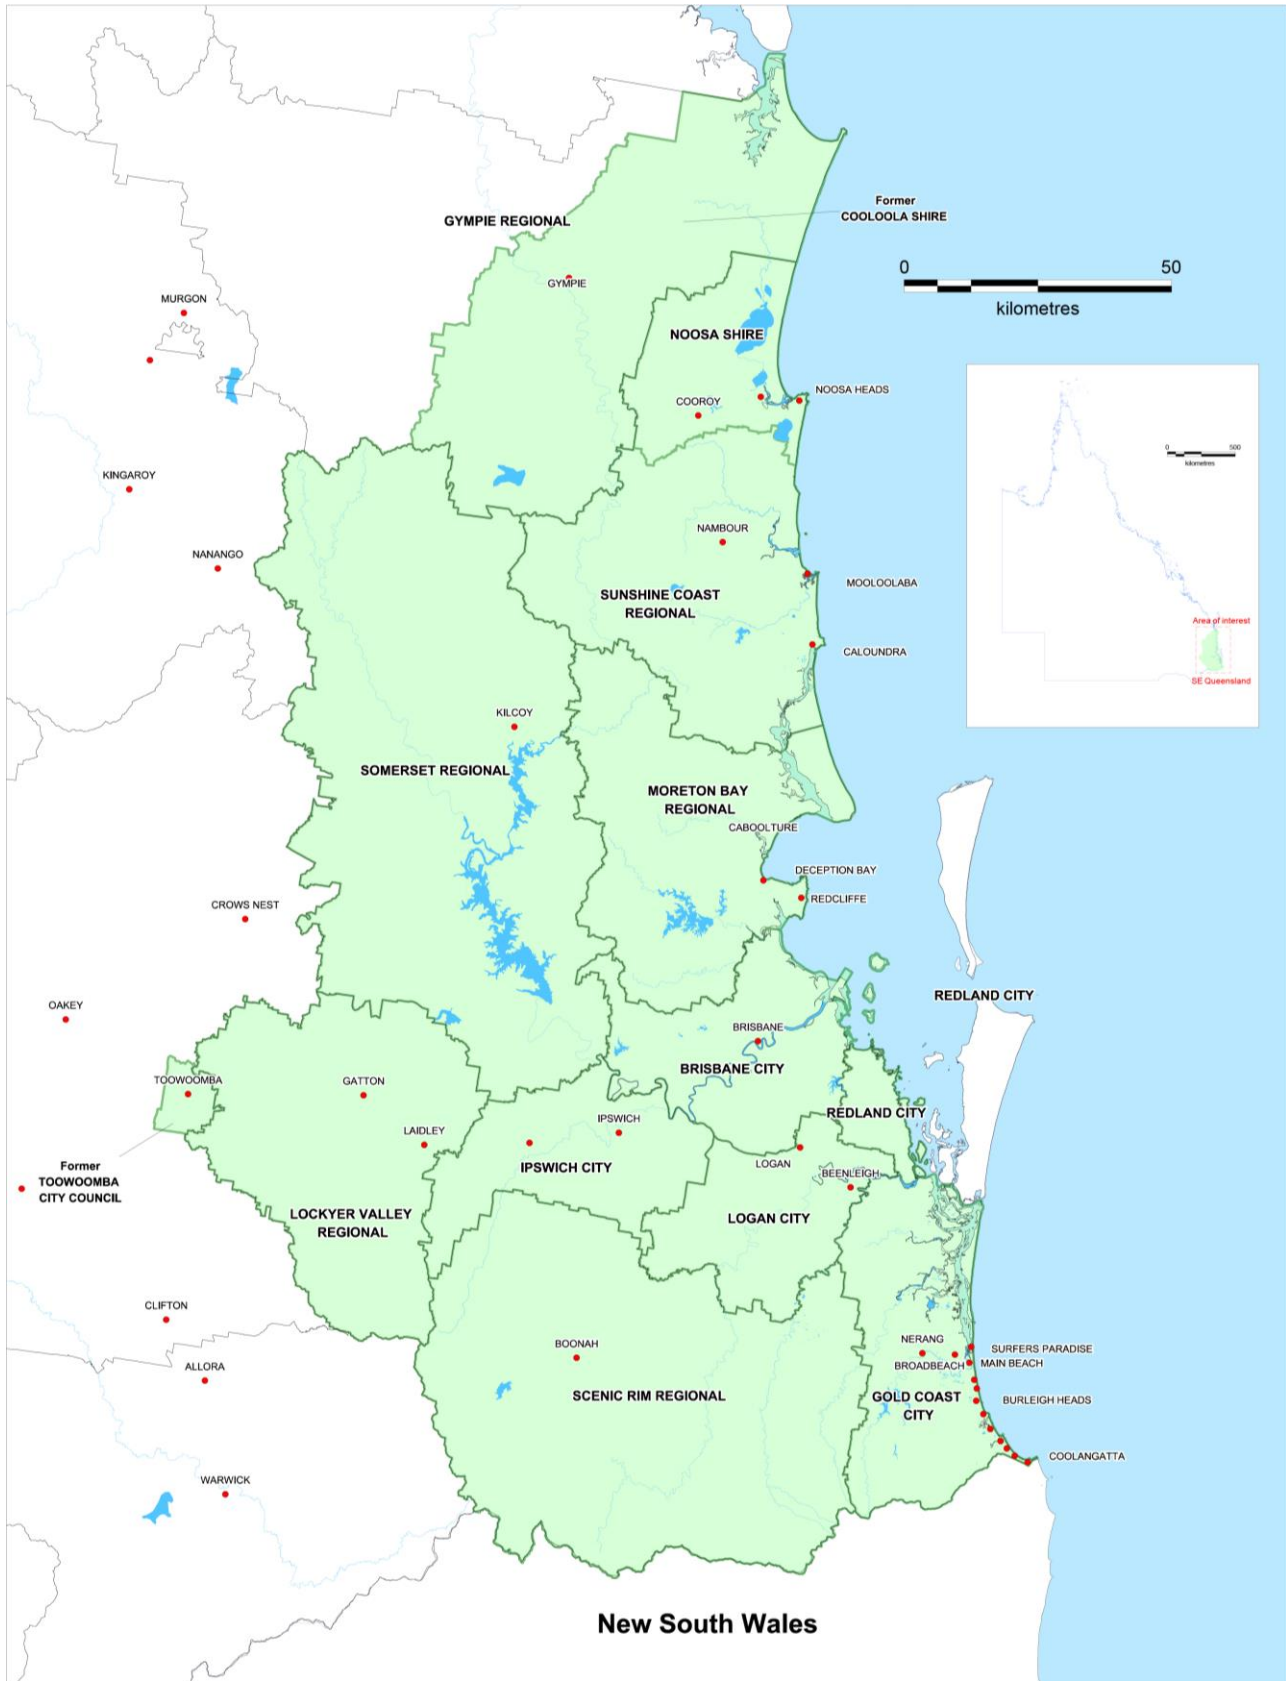 Former
COOLOOLA SHIRE
GYMPIE REGIONAL
0 50
kilometres
GYMPIE
MURGON
NOOSA SHIRE
NOOSA HEADS
COOROY
0 500
kilometres
KINGAROY
NAMBOUR
NANANGO
MOOLOOLABA
SUNSHINE COAST
REGIONAL
Area of interest
CALOUNDRA
SE Queensland
KILCOY
SOMERSET REGIONAL
MORETON BAY
REGIONAL
CABOOLTURE
DECEPTION BAY
REDCLIFFE
CROWS NEST
REDLAND CITY
OAKEY
BRISBANE
BRISBANE CITY
TOOWOOMBA
GATTON
REDLAND CITY
IPSWICH
LAIDLEY
Former
TOOWOOMBA
CITY COUNCIL
IPSWICH CITY
LOGAN
BEENLEIGH
LOCKYER VALLEY
REGIONAL
LOGAN CITY
CLIFTON
NERANG
BOONAH
SURFERS PARADISE
BROADBEACH
MAIN BEACH
ALLORA
SCENIC RIM REGIONAL
GOLD COAST
CITY
BURLEIGH HEADS
COOLANGATTA
WARWICK
New South Wales